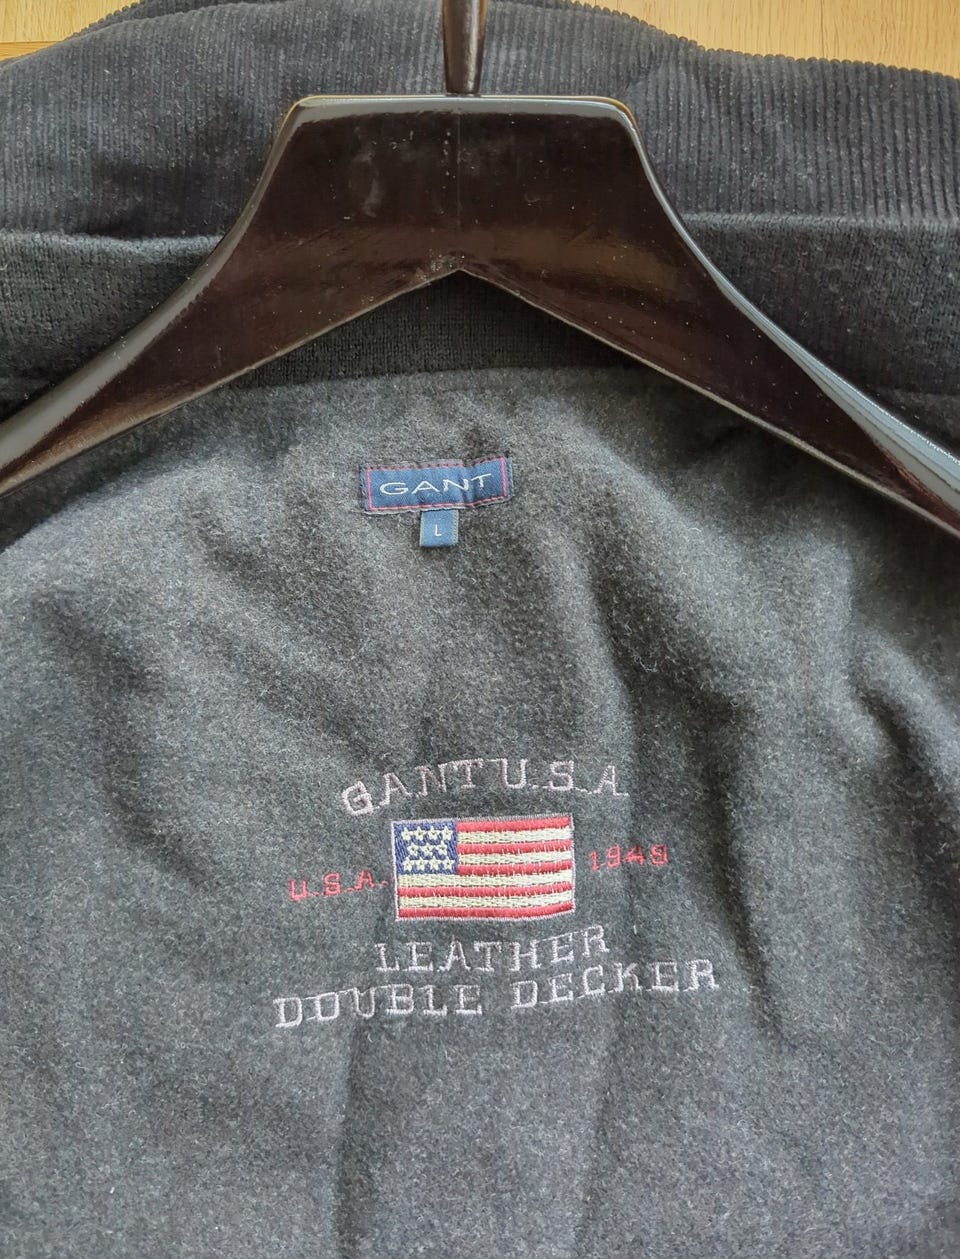 GANT
L
GANT U.S.A.
U.S.A. 1949
LEATHER
DOUBLE DECKER